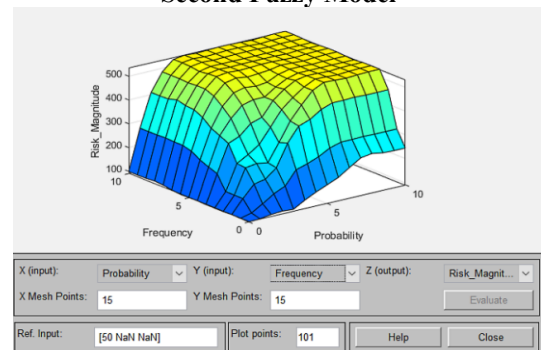 Second Fuzzy Model
500
400
300
200
100
Risk_Magnitude
10
5
0
Frequency
0
5
10
Probability
X (input):
Probability
Y (input):
Frequency
Z (output):
Risk_Magnit...
X Mesh Points:
15
Y Mesh Points:
15
Evaluate
Ref. Input:
[50 NaN NaN]
Plot points:
101
Help
Close